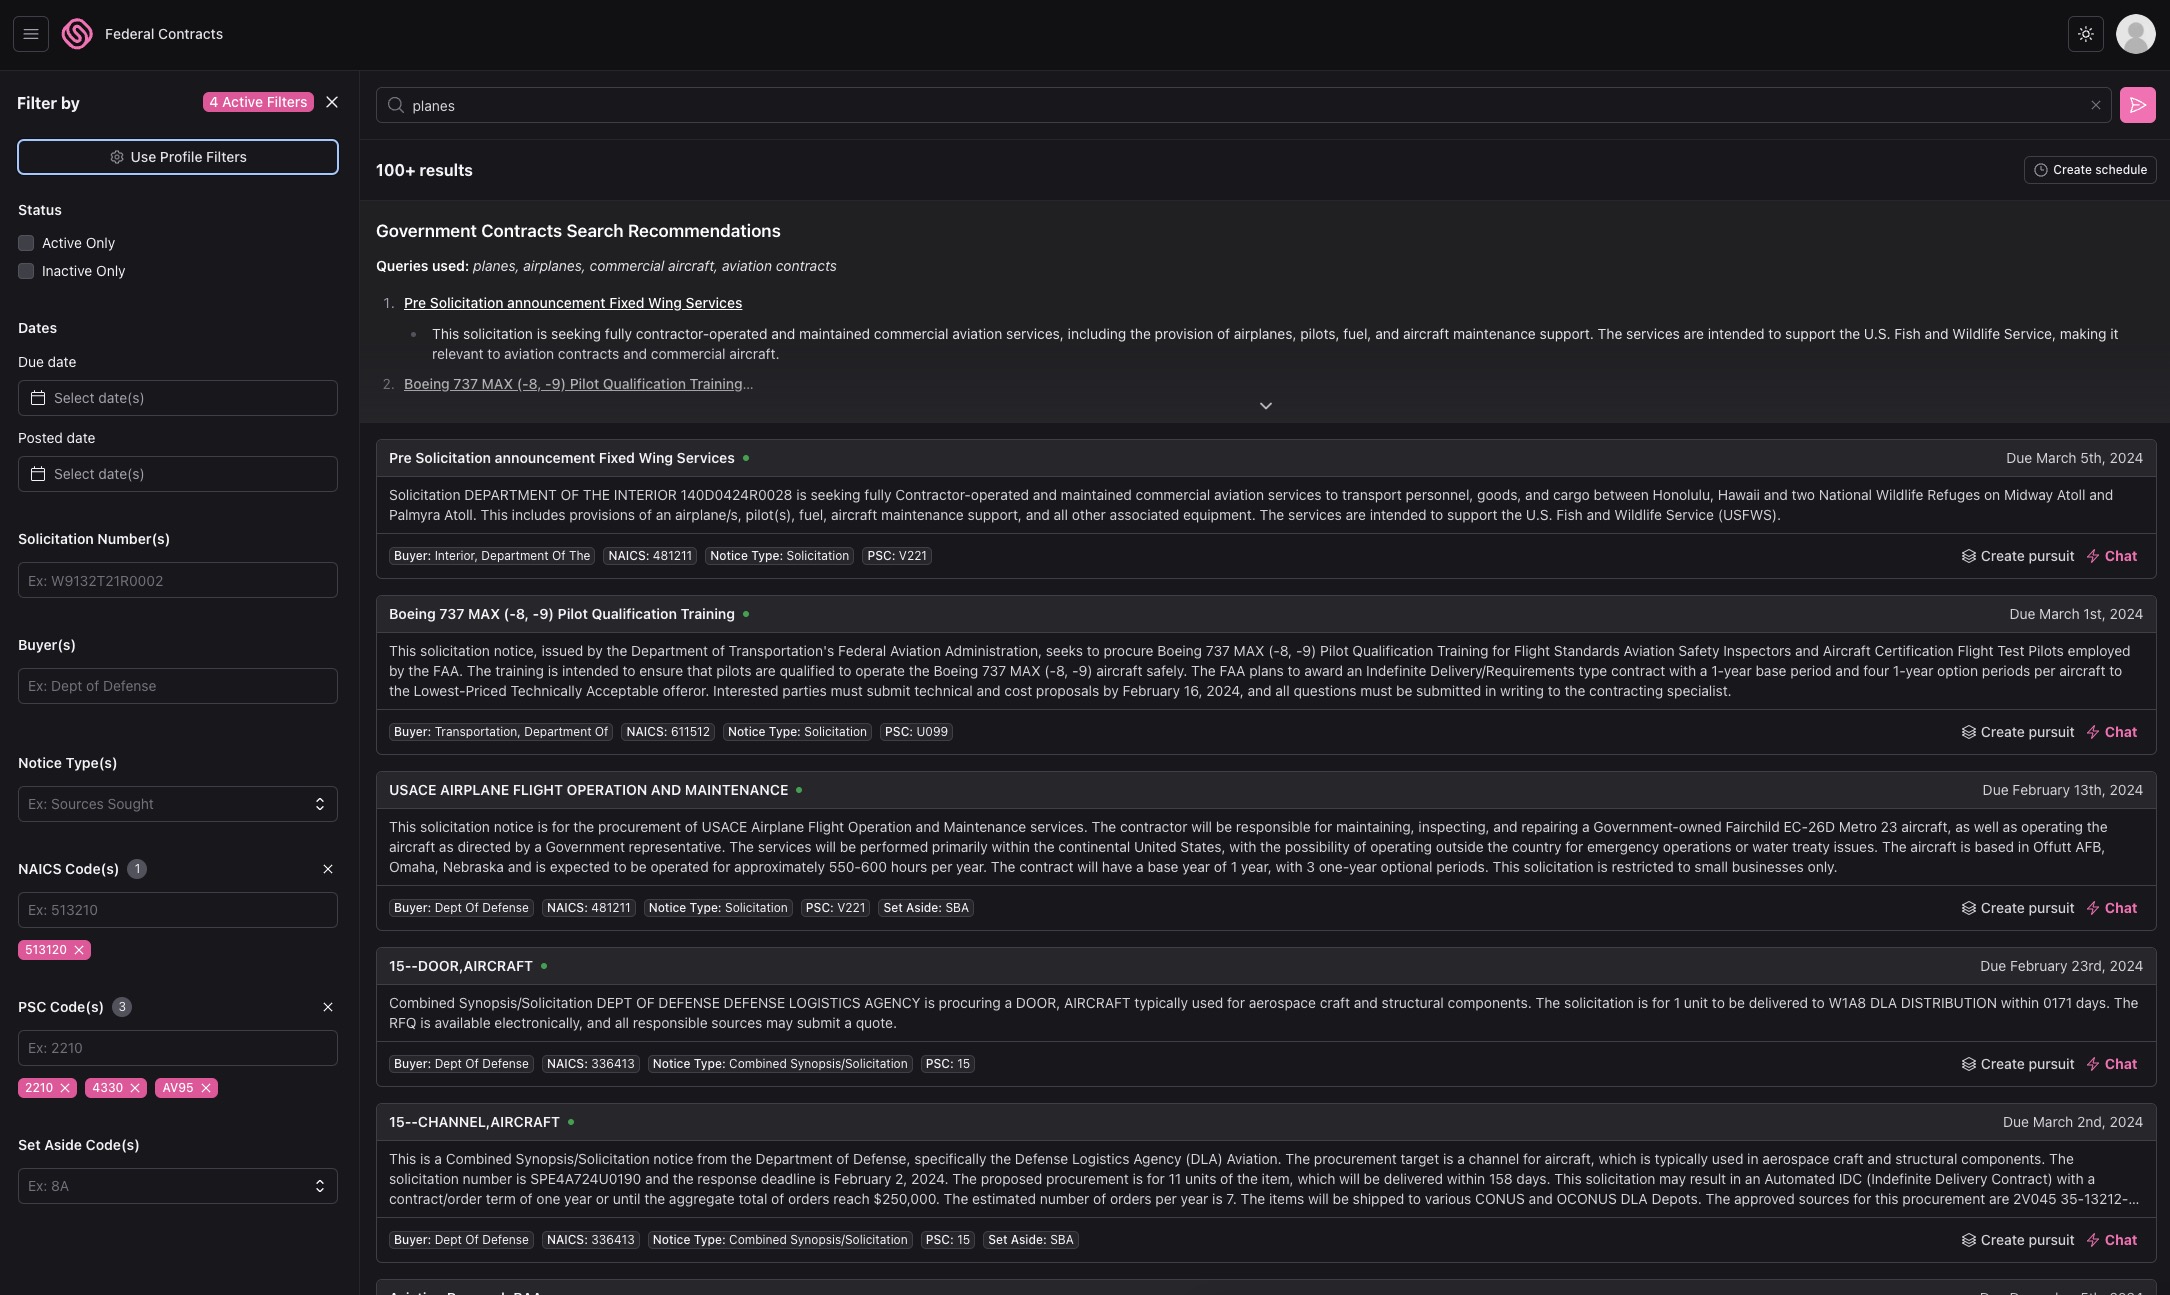 Federal Contracts
Filter by
4 Active Filters
Use Profile Filters
Status
Active Only
Inactive Only
Dates
Due date
Select date(s)
Posted date
Select date(s)
Solicitation Number(s)
Ex: W9132T21R0002
Buyer(s)
Ex: Dept of Defense
Notice Type(s)
Ex: Sources Sought
NAICS Code(s) 1
Ex: 513210
513120
PSC Code(s) 3
Ex: 2210
2210 4330 AV95
Set Aside Code(s)
Ex: 8A
planes
100+ results
Create schedule
Government Contracts Search Recommendations
Queries used: planes, airplanes, commercial aircraft, aviation contracts
1. Pre Solicitation announcement Fixed Wing Services
This solicitation is seeking fully contractor-operated and maintained commercial aviation services, including the provision of airplanes, pilots, fuel, and aircraft maintenance support. The services are intended to support the U.S. Fish and Wildlife Service, making it
relevant to aviation contracts and commercial aircraft.
2. Boeing 737 MAX (-8, -9) Pilot Qualification Training...
Pre Solicitation announcement Fixed Wing Services
Due March 5th, 2024
Solicitation DEPARTMENT OF THE INTERIOR 140D0424R0028 is seeking fully Contractor-operated and maintained commercial aviation services to transport personnel, goods, and cargo between Honolulu, Hawaii and two National Wildlife Refuges on Midway Atoll and
Palmyra Atoll. This includes provisions of an airplane/s, pilot(s), fuel, aircraft maintenance support, and all other associated equipment. The services are intended to support the U.S. Fish and Wildlife Service (USFWS).
Buyer: Interior, Department Of The NAICS: 481211 Notice Type: Solicitation PSC: V221
Create pursuit Chat
Boeing 737 MAX (-8, -9) Pilot Qualification Training
Due March 1st, 2024
This solicitation notice, issued by the Department of Transportation's Federal Aviation Administration, seeks to procure Boeing 737 MAX (-8, -9) Pilot Qualification Training for Flight Standards Aviation Safety Inspectors and Aircraft Certification Flight Test Pilots employed
by the FAA. The training is intended to ensure that pilots are qualified to operate the Boeing 737 MAX (-8, -9) aircraft safely. The FAA plans to award an Indefinite Delivery/Requirements type contract with a 1-year base period and four 1-year option periods per aircraft to
the Lowest-Priced Technically Acceptable offeror. Interested parties must submit technical and cost proposals by February 16, 2024, and all questions must be submitted in writing to the contracting specialist.
Buyer: Transportation, Department Of NAICS: 611512 Notice Type: Solicitation PSC: U099
Create pursuit Chat
USACE AIRPLANE FLIGHT OPERATION AND MAINTENANCE
Due February 13th, 2024
This solicitation notice is for the procurement of USACE Airplane Flight Operation and Maintenance services. The contractor will be responsible for maintaining, inspecting, and repairing a Government-owned Fairchild EC-26D Metro 23 aircraft, as well as operating the
aircraft as directed by a Government representative. The services will be performed primarily within the continental United States, with the possibility of operating outside the country for emergency operations or water treaty issues. The aircraft is based in Offutt AFB,
Omaha, Nebraska and is expected to be operated for approximately 550-600 hours per year. The contract will have a base year of 1 year, with 3 one-year optional periods. This solicitation is restricted to small businesses only.
Buyer: Dept Of Defense NAICS: 481211 Notice Type: Solicitation PSC: V221 Set Aside: SBA
Create pursuit Chat
15--DOOR,AIRCRAFT
Due February 23rd, 2024
Combined Synopsis/Solicitation DEPT OF DEFENSE DEFENSE LOGISTICS AGENCY is procuring a DOOR, AIRCRAFT typically used for aerospace craft and structural components. The solicitation is for 1 unit to be delivered to W1A8 DLA DISTRIBUTION within 0171 days. The
RFQ is available electronically, and all responsible sources may submit a quote.
Buyer: Dept Of Defense NAICS: 336413 Notice Type: Combined Synopsis/Solicitation PSC: 15
Create pursuit Chat
15--CHANNEL,AIRCRAFT
Due March 2nd, 2024
This is a Combined Synopsis/Solicitation notice from the Department of Defense, specifically the Defense Logistics Agency (DLA) Aviation. The procurement target is a channel for aircraft, which is typically used in aerospace craft and structural components. The
solicitation number is SPE4A724U0190 and the response deadline is February 2, 2024. The proposed procurement is for 11 units of the item, which will be delivered within 158 days. This solicitation may result in an Automated IDC (Indefinite Delivery Contract) with a
contract/order term of one year or until the aggregate total of orders reach $250,000. The estimated number of orders per year is 7. The items will be shipped to various CONUS and OCONUS DLA Depots. The approved sources for this procurement are 2V045 35-13212-...
Buyer: Dept Of Defense NAICS: 336413 Notice Type: Combined Synopsis/Solicitation PSC: 15 Set Aside: SBA
Create pursuit Chat